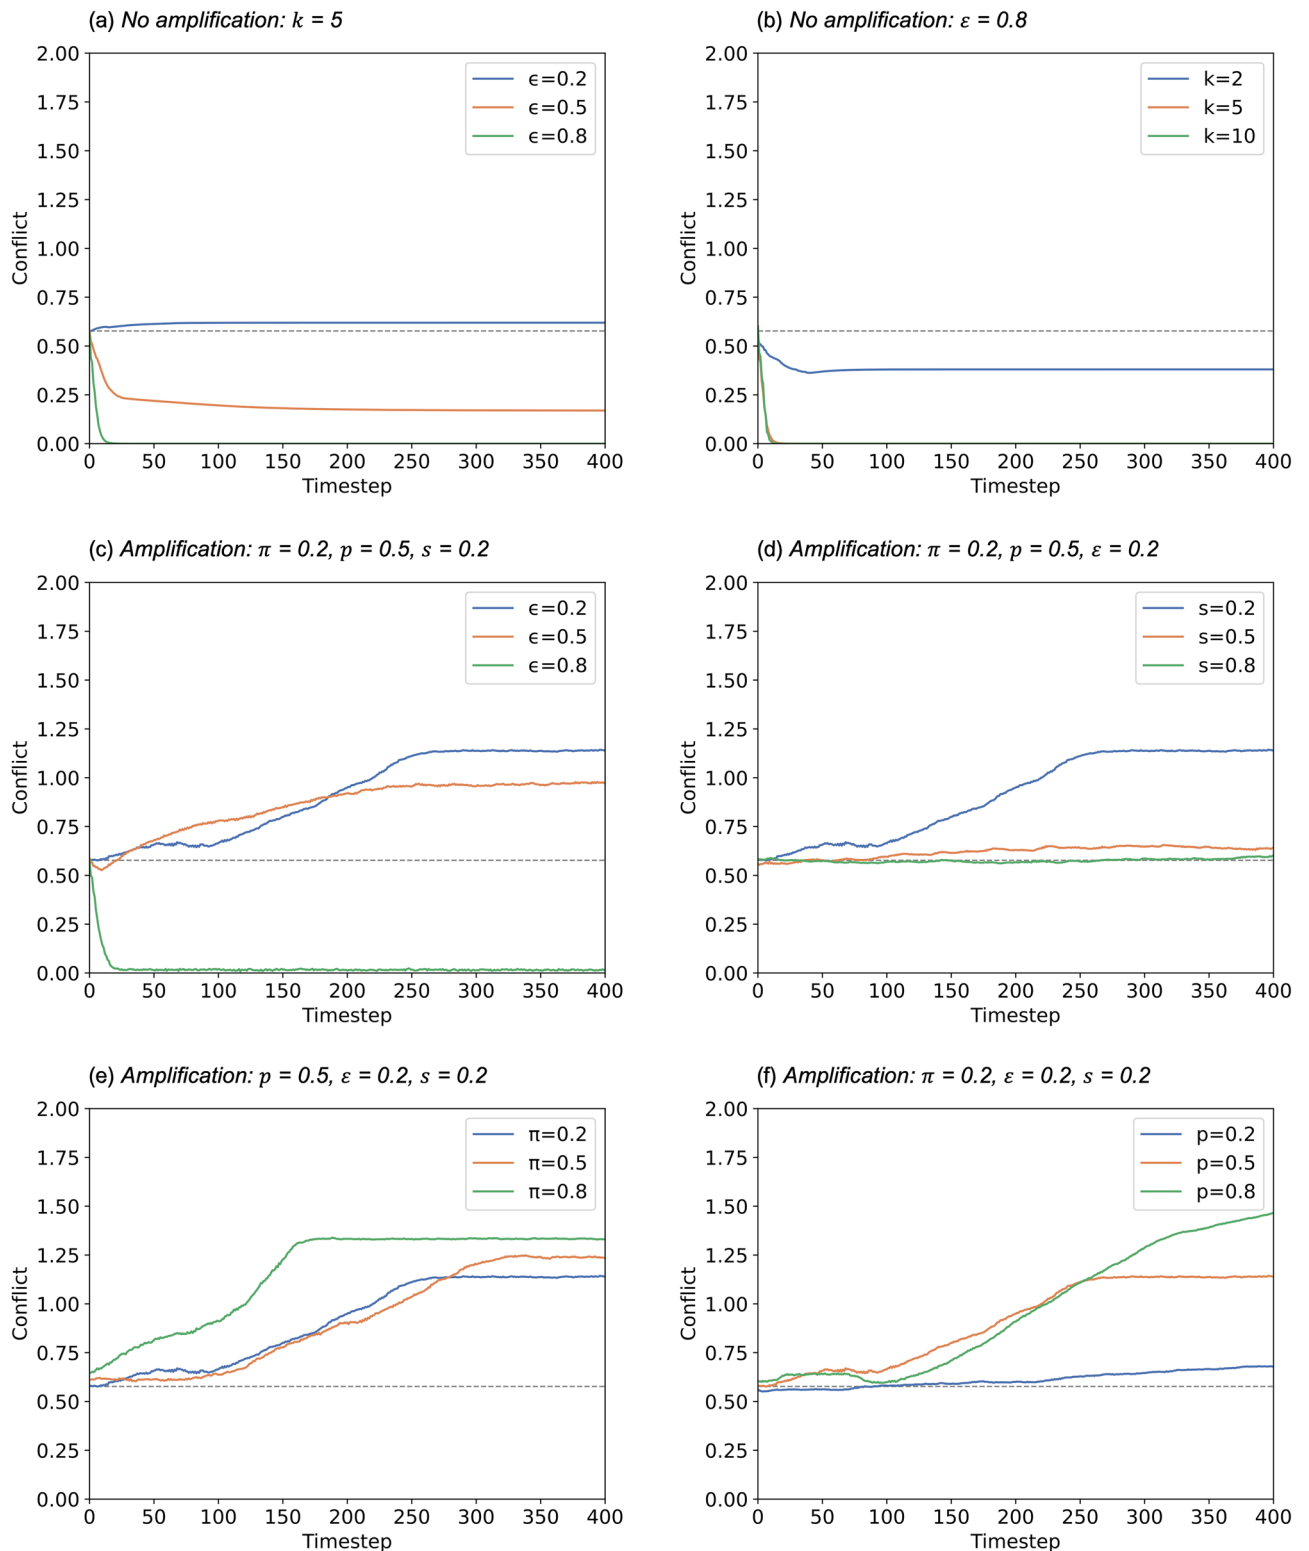 (a) No amplification: k = 5
2.00
1.75
1.50
1.25
1.00
0.75
0.50
0.25
0.00
Conflict
ϵ=0.2
ϵ=0.5
ϵ=0.8
0 50 100 150 200 250 300 350 400
Timestep
(b) No amplification: ε = 0.8
2.00
1.75
1.50
1.25
1.00
0.75
0.50
0.25
0.00
Conflict
k=2
k=5
k=10
0 50 100 150 200 250 300 350 400
Timestep
(c) Amplification: π = 0.2, p = 0.5, s = 0.2
2.00
1.75
1.50
1.25
1.00
0.75
0.50
0.25
0.00
Conflict
ϵ=0.2
ϵ=0.5
ϵ=0.8
0 50 100 150 200 250 300 350 400
Timestep
(d) Amplification: π = 0.2, p = 0.5, ε = 0.2
2.00
1.75
1.50
1.25
1.00
0.75
0.50
0.25
0.00
Conflict
s=0.2
s=0.5
s=0.8
0 50 100 150 200 250 300 350 400
Timestep
(e) Amplification: p = 0.5, ε = 0.2, s = 0.2
2.00
1.75
1.50
1.25
1.00
0.75
0.50
0.25
0.00
Conflict
π=0.2
π=0.5
π=0.8
0 50 100 150 200 250 300 350 400
Timestep
(f) Amplification: π = 0.2, ε = 0.2, s = 0.2
2.00
1.75
1.50
1.25
1.00
0.75
0.50
0.25
0.00
Conflict
p=0.2
p=0.5
p=0.8
0 50 100 150 200 250 300 350 400
Timestep